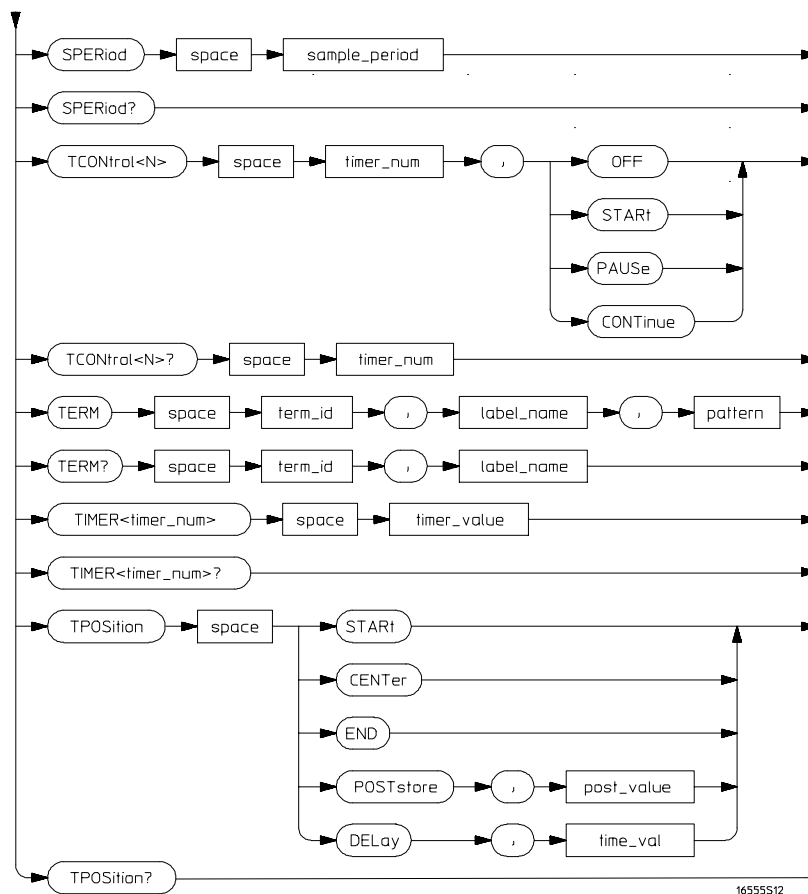 SPERiod space sample_period
SPERiod?
TCONtrol<N> space timer_num , OFF
STARt
PAUSe
CONTinue
TCONtrol<N>? space timer_num
TERM space term_id , label_name , pattern
TERM? space term_id , label_name
TIMER<timer_num> space timer_value
TIMER<timer_num>?
TPOSition space STARt
CENTer
END
POSTstore , post_value
DELay , time_val
TPOSition?
16555S12